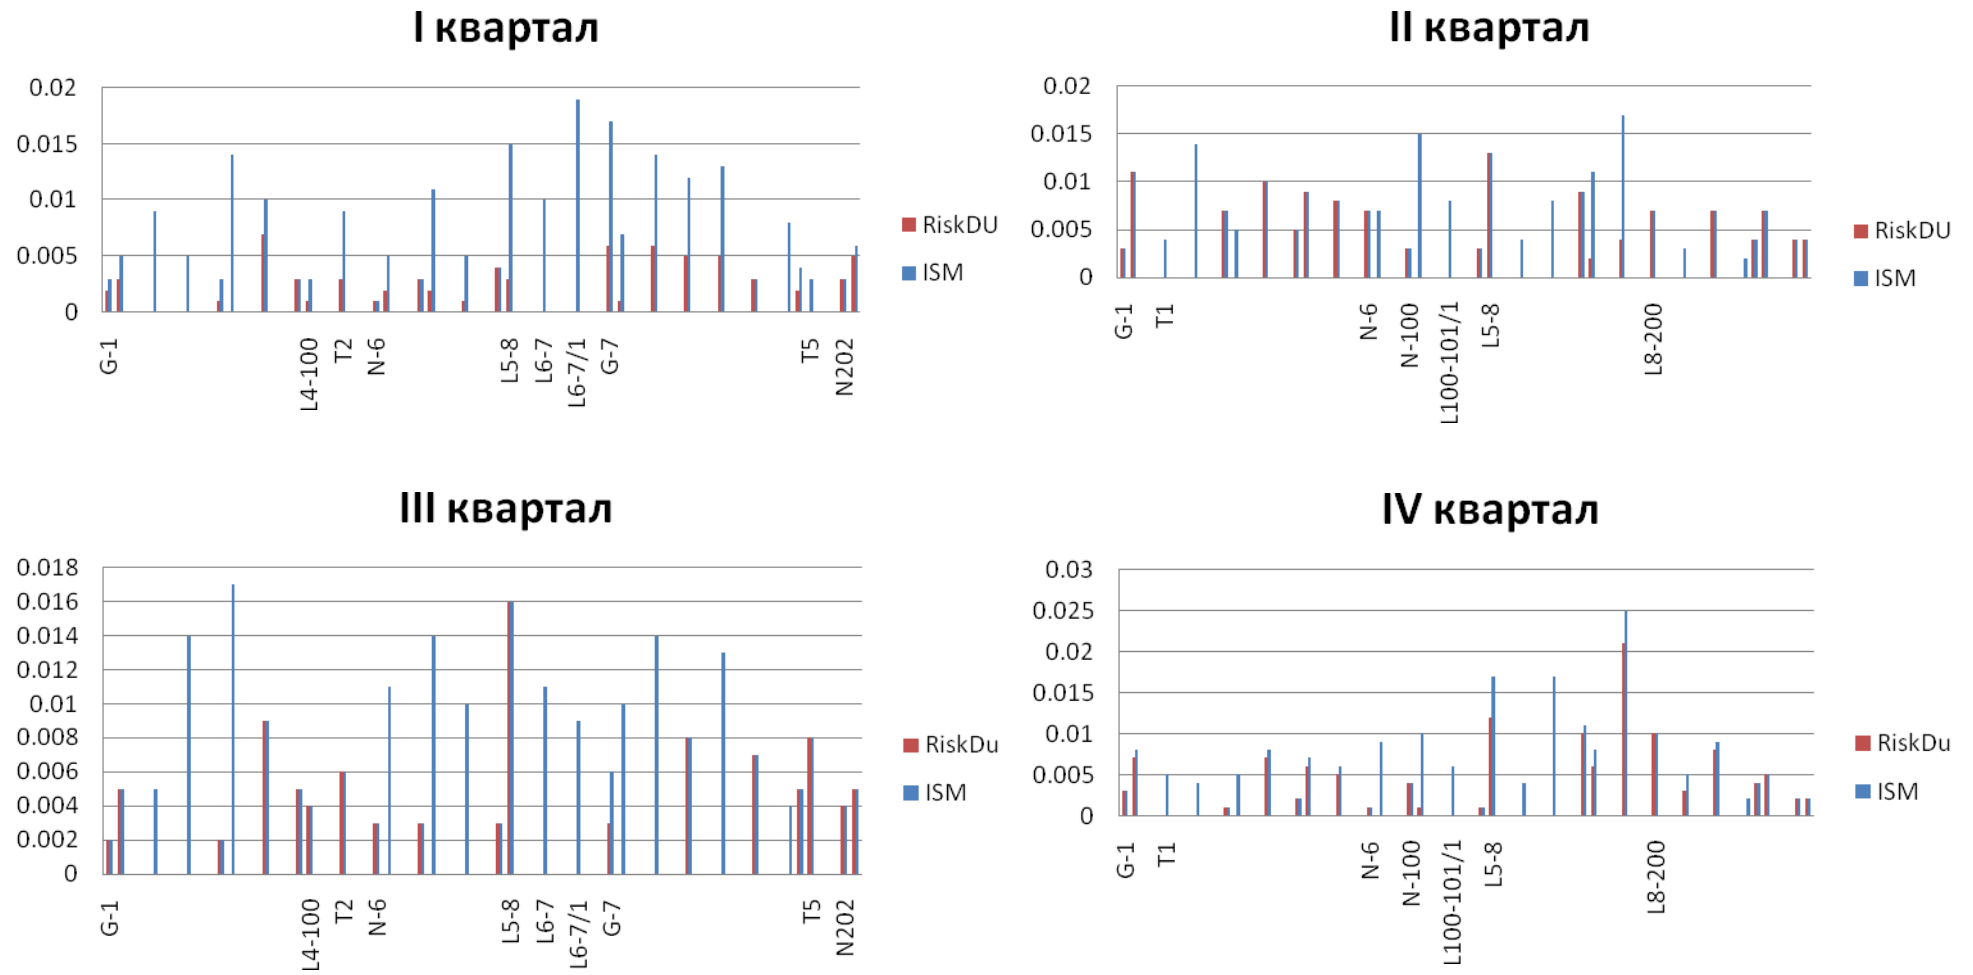 I квартал
0.02
0.015
0.01
0.005
0
G-1
L4-100
T2
N-6
L5-8
L6-7
L6-7/1
G-7
T5
N202
RiskDU
ISM
II квартал
0.02
0.015
0.01
0.005
0
G-1
T1
N-6
N-100
L100-101/1
L5-8
L8-200
RiskDU
ISM
III квартал
0.018
0.016
0.014
0.012
0.01
0.008
0.006
0.004
0.002
0
G-1
L4-100
T2
N-6
L5-8
L6-7
L6-7/1
G-7
T5
N202
RiskDu
ISM
IV квартал
0.03
0.025
0.02
0.015
0.01
0.005
0
G-1
T1
N-6
N-100
L100-101/1
L5-8
L8-200
RiskDu
ISM